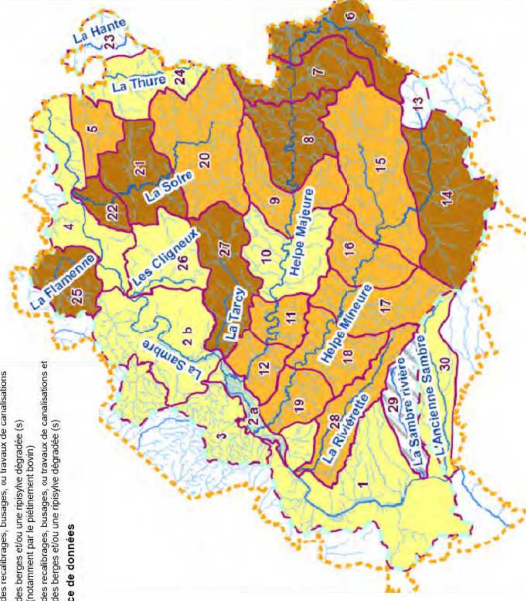 des recalibrages, busages, ou travaux de canalisations
des berges et/ou une ripisylve dégradée (s)
(notamment par le piétinement bovin)
des recalibrages, busages, ou travaux de canalisations et
des berges et/ou une ripisylve dégradée (s)
ce de données
La Hante
23
La Thure
24
5
4
21
22
La Solre
20
6
7
8
La Flamenne
25
Les Cligneux
26
27
La Tarcy
9
10
Helpe Majeure
13
15
14
La Sambre
2 b
11
12
16
Helpe Mineure
17
2 a
3
19
18
28
La Riviérette
29
La Sambre rivière
L'Ancienne Sambre
30
1